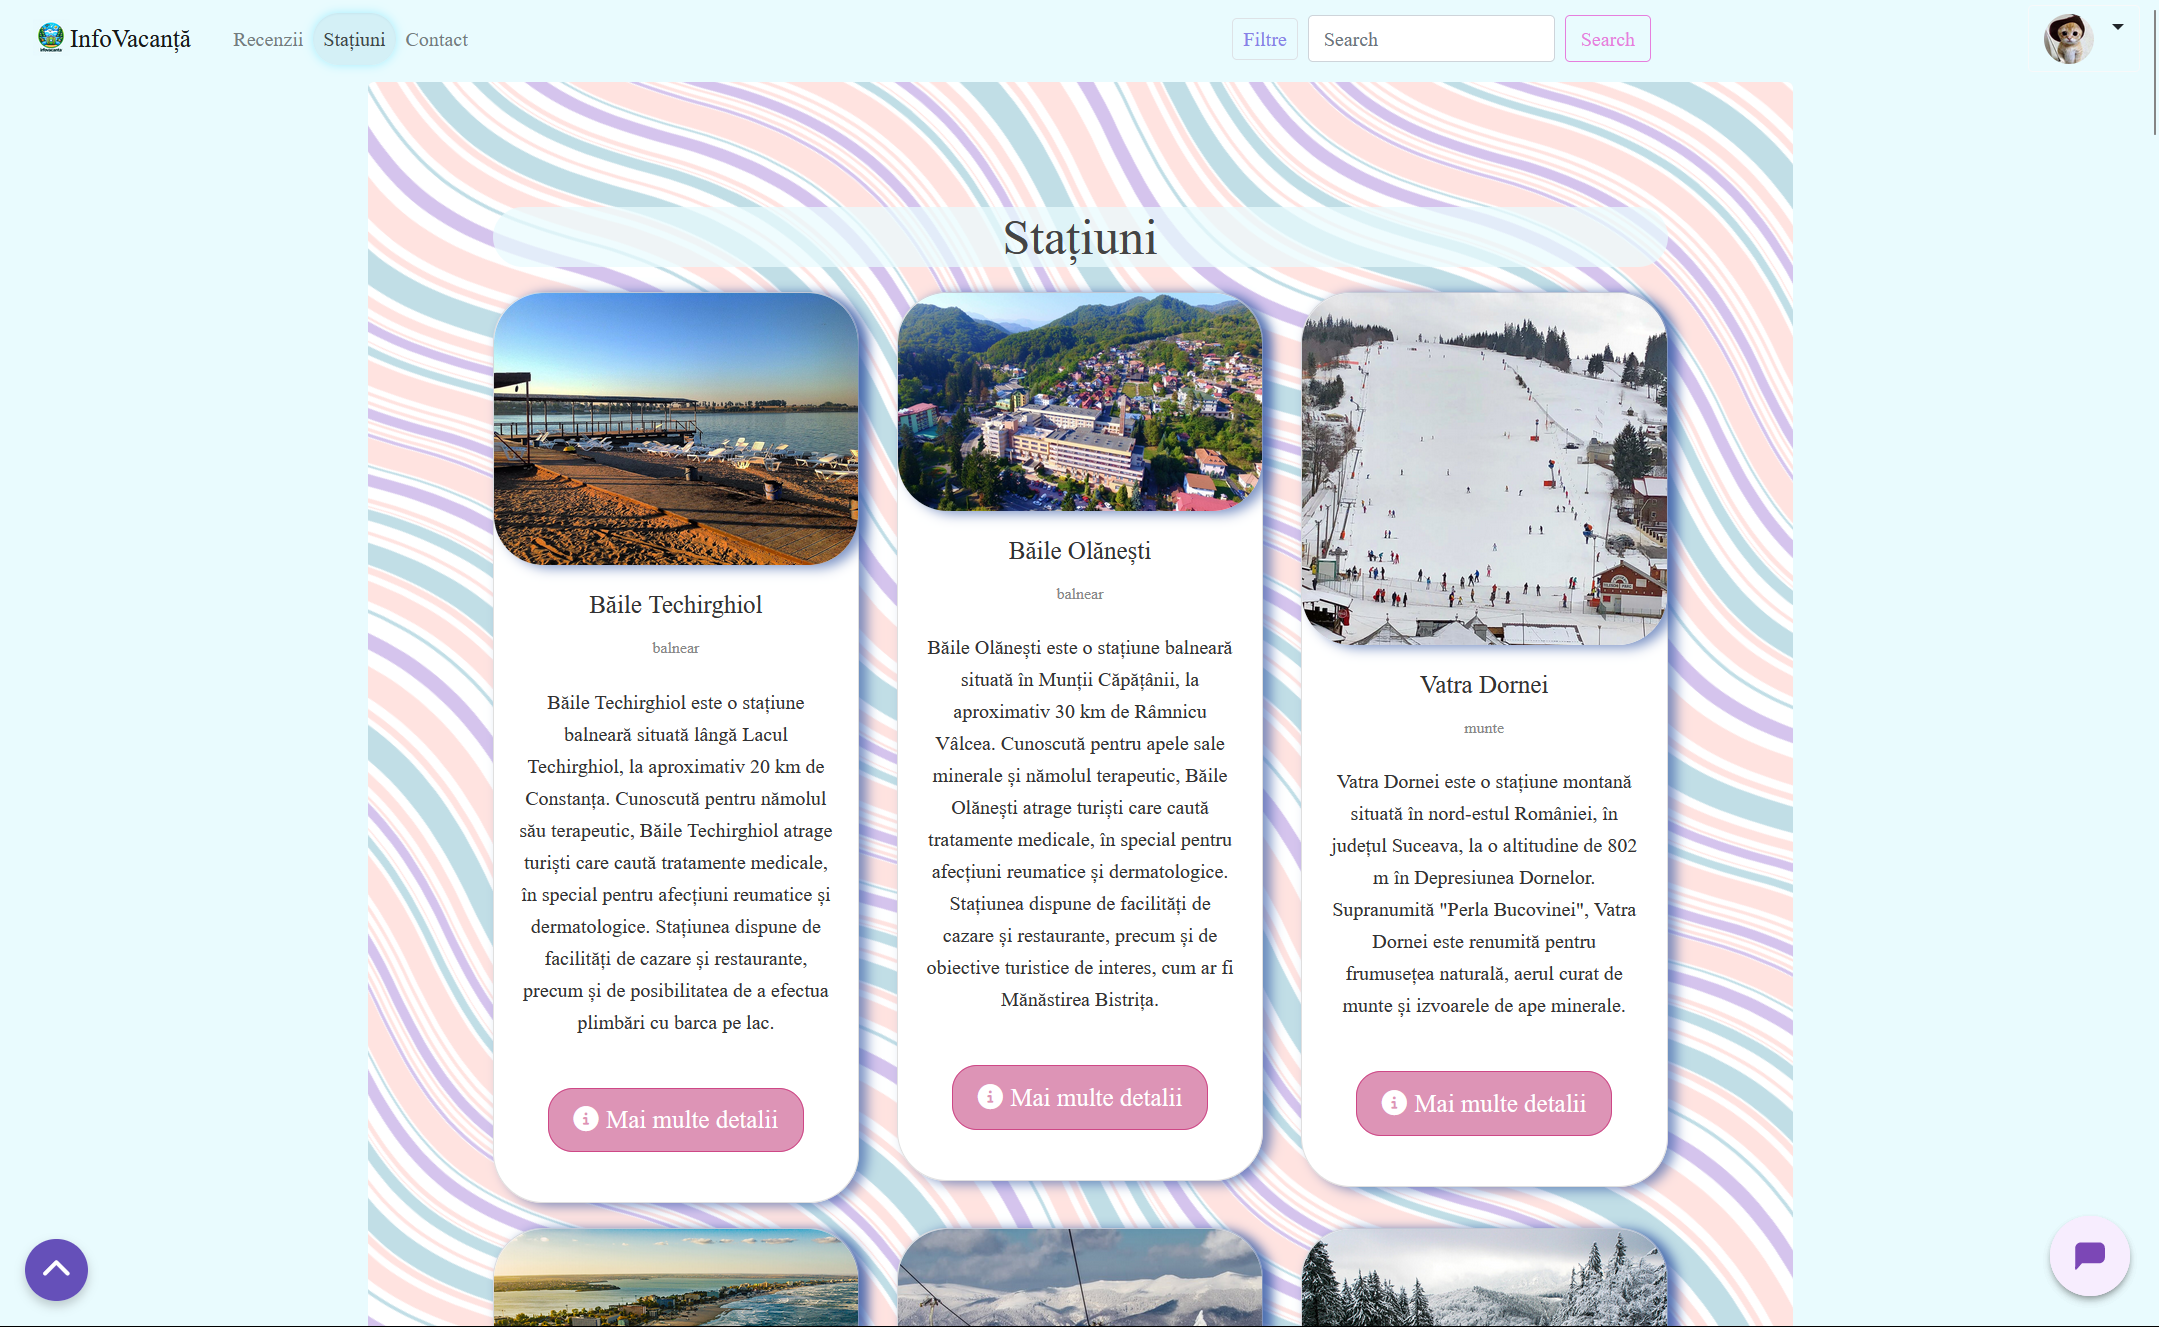 InfoVacanță
Recenzii
Stațiuni
Contact
Filtre
Search
Search
Stațiuni
Băile Techirghiol
balnear
Băile Techirghiol este o stațiune
balneară situată lângă Lacul
Techirghiol, la aproximativ 20 km de
Constanța. Cunoscută pentru nămolul
său terapeutic, Băile Techirghiol atrage
turiști care caută tratamente medicale,
în special pentru afecțiuni reumatice și
dermatologice. Stațiunea dispune de
facilități de cazare și restaurante,
precum și de posibilitatea de a efectua
plimbări cu barca pe lac.
Mai multe detalii
Băile Olănești
balnear
Băile Olănești este o stațiune balneară
situată în Munții Căpățânii, la
aproximativ 30 km de Râmnicu
Vâlcea. Cunoscută pentru apele sale
minerale și nămolul terapeutic, Băile
Olănești atrage turiști care caută
tratamente medicale, în special pentru
afecțiuni reumatice și dermatologice.
Stațiunea dispune de facilități de
cazare și restaurante, precum și de
obiective turistice de interes, cum ar fi
Mănăstirea Bistrița.
Mai multe detalii
Vatra Dornei
munte
Vatra Dornei este o stațiune montană
situată în nord-estul României, în
județul Suceava, la o altitudine de 802
m în Depresiunea Dornelor.
Supranumită "Perla Bucovinei", Vatra
Dornei este renumită pentru
frumusețea naturală, aerul curat de
munte și izvoarele de ape minerale.
Mai multe detalii